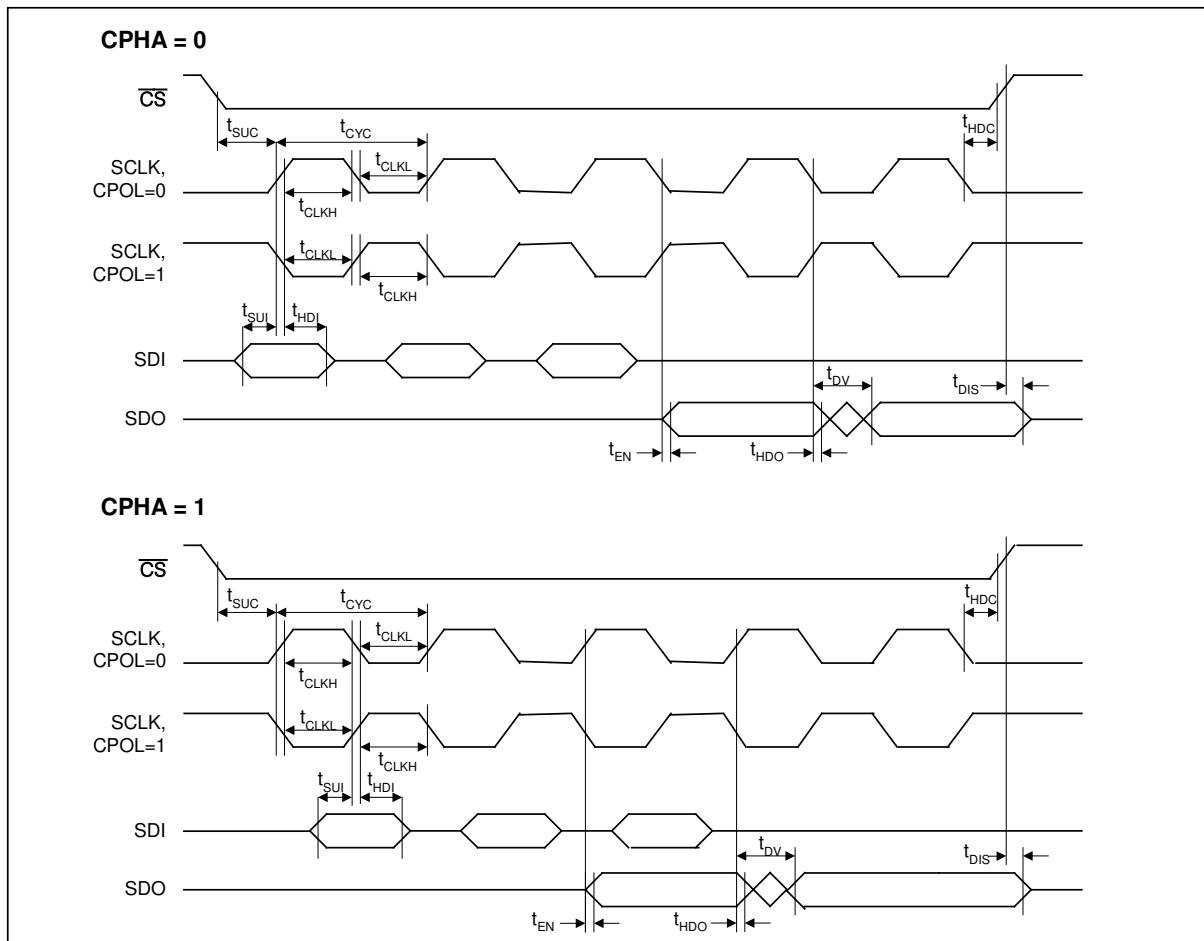 CPHA = 0
CS
tSUC
tCYC
tHDC
SCLK,
CPOL=0
tCLKL
tCLKH
SCLK,
CPOL=1
tCLKL
tCLKH
tSUI
tHDI
SDI
tDV
tDIS
SDO
tEN
tHDO
CPHA = 1
CS
tSUC
tCYC
tHDC
SCLK,
CPOL=0
tCLKL
tCLKH
SCLK,
CPOL=1
tCLKL
tCLKH
tSUI
tHDI
SDI
tDV
tDIS
SDO
tEN
tHDO